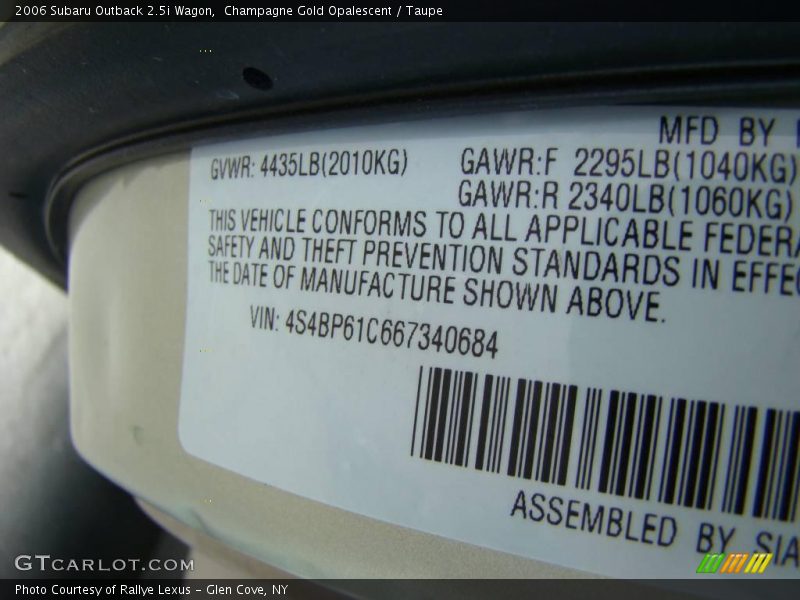 2006 Subaru Outback 2.5i Wagon,  Champagne Gold Opalescent / Taupe
MFD BY
GVWR: 4435LB(2010KG) GAWR:F 2295LB(1040KG)
GAWR:R 2340LB(1060KG)
THIS VEHICLE CONFORMS TO ALL APPLICABLE FEDERA
SAFETY AND THEFT PREVENTION STANDARDS IN EFFEC
THE DATE OF MANUFACTURE SHOWN ABOVE.
VIN: 4S4BP61C667340684
ASSEMBLED BY SIA
GTCARLOT.COM
Photo Courtesy of Rallye Lexus - Glen Cove, NY